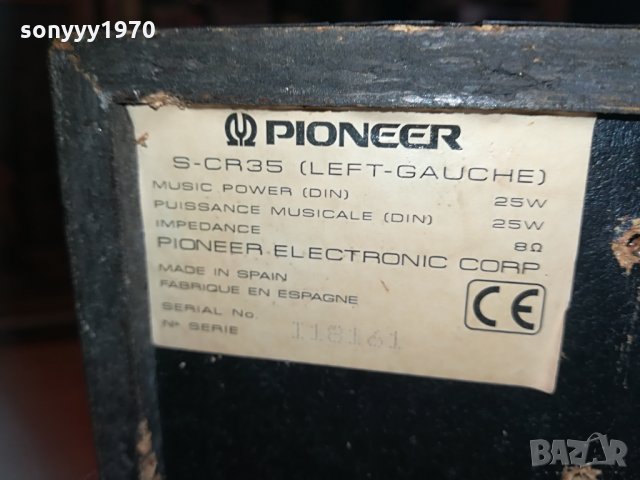 sonyyy1970
PIONEER
S-CR35 (LEFT-GAUCHE)
MUSIC POWER (DIN) 25W
PUISSANCE MUSICALE (DIN) 25W
IMPEDANCE 8Ω
PIONEER ELECTRONIC CORP
MADE IN SPAIN
FABRIQUE EN ESPAGNE
CE
SERIAL No.
Nº SERIE 118161
BAZAR